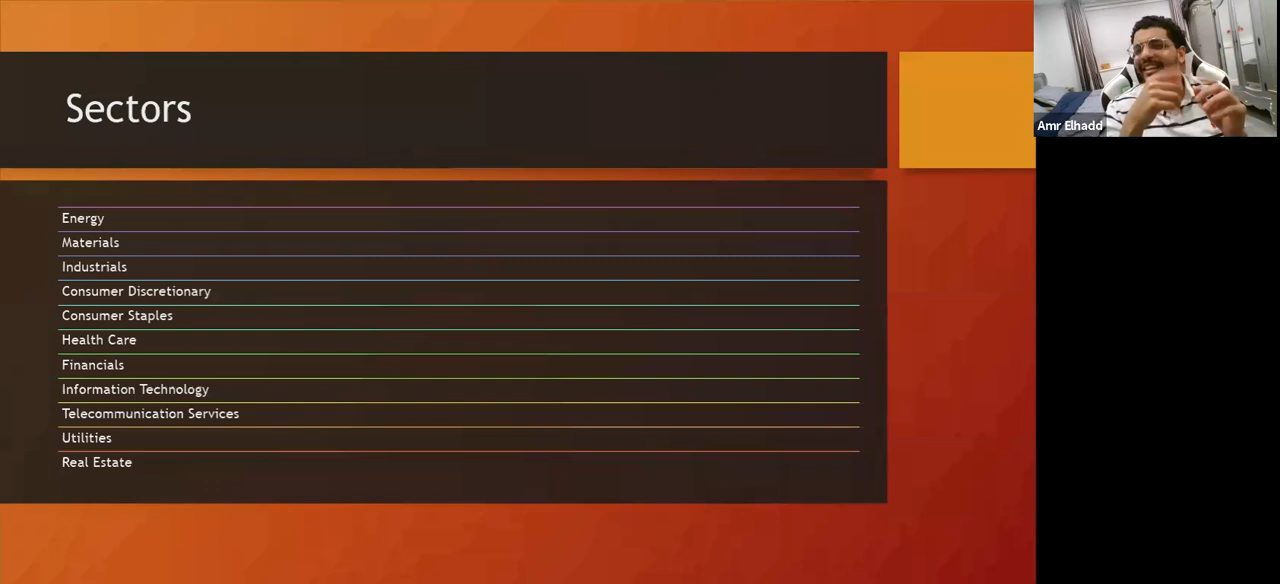 Sectors
Energy
Materials
Industrials
Consumer Discretionary
Consumer Staples
Health Care
Financials
Information Technology
Telecommunication Services
Utilities
Real Estate
Amr Elhadd